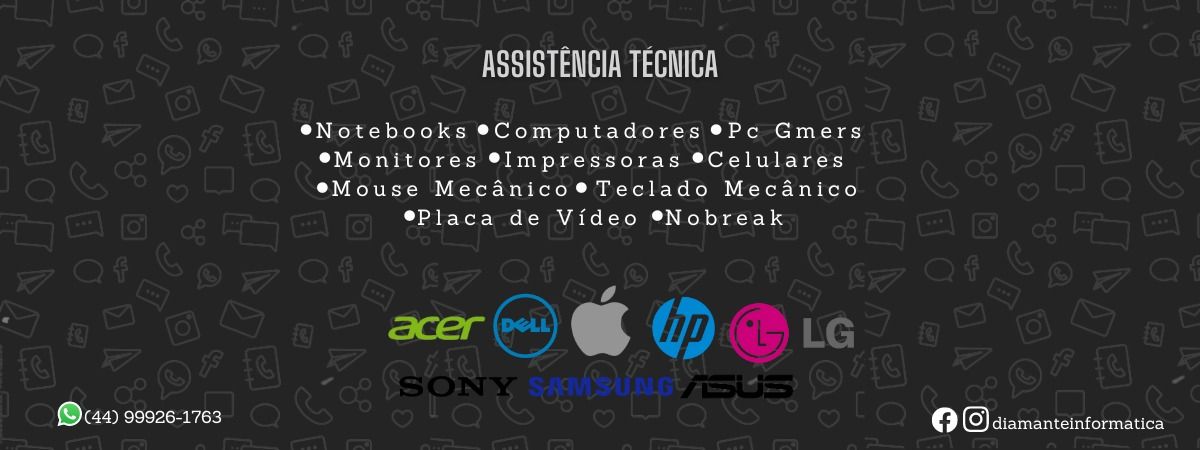 ASSISTÊNCIA TÉCNICA
•Notebooks •Computadores •Pc Gmers
•Monitores •Impressoras •Celulares
•Mouse Mecânico • Teclado Mecânico
•Placa de Vídeo •Nobreak
acer DELL hp LG LG
SONY SAMSUNG ASUS
(44) 99926-1763
diamanteinformatica